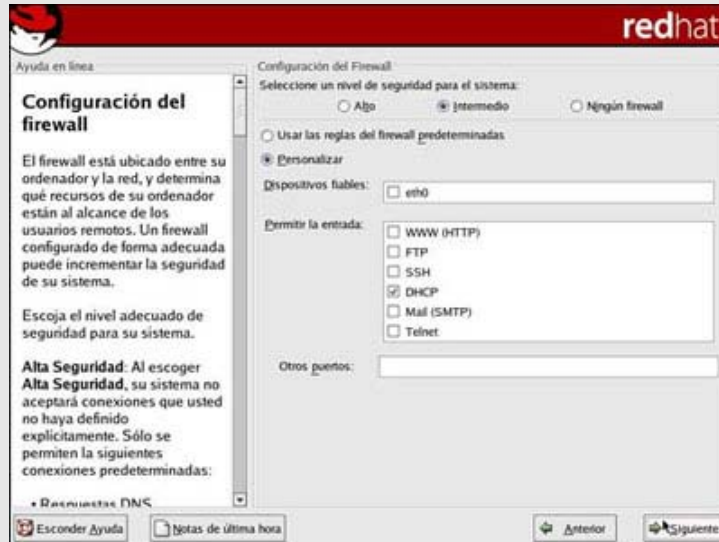 redhat
Ayuda en línea
Configuración del
firewall
El firewall está ubicado entre su
ordenador y la red, y determina
qué recursos de su ordenador
están al alcance de los
usuarios remotos. Un firewall
configurado de forma adecuada
puede incrementar la seguridad
de su sistema.
Escoja el nivel adecuado de
seguridad para su sistema.
Alta Seguridad: Al escoger
Alta Seguridad, su sistema no
aceptará conexiones que usted
no haya definido
explícitamente. Sólo se
permiten la siguientes
conexiones predeterminadas:
• Respuestas DNS
Configuración del Firewall
Seleccione un nivel de seguridad para el sistema:
Alto Intermedio Ningún firewall
Usar las reglas del firewall predeterminadas
Personalizar
Dispositivos fiables:
eth0
Permitir la entrada:
WWW (HTTP)
FTP
SSH
DHCP
Mail (SMTP)
Telnet
Otros puertos:
Esconder Ayuda
Notas de última hora
Anterior
Siguiente